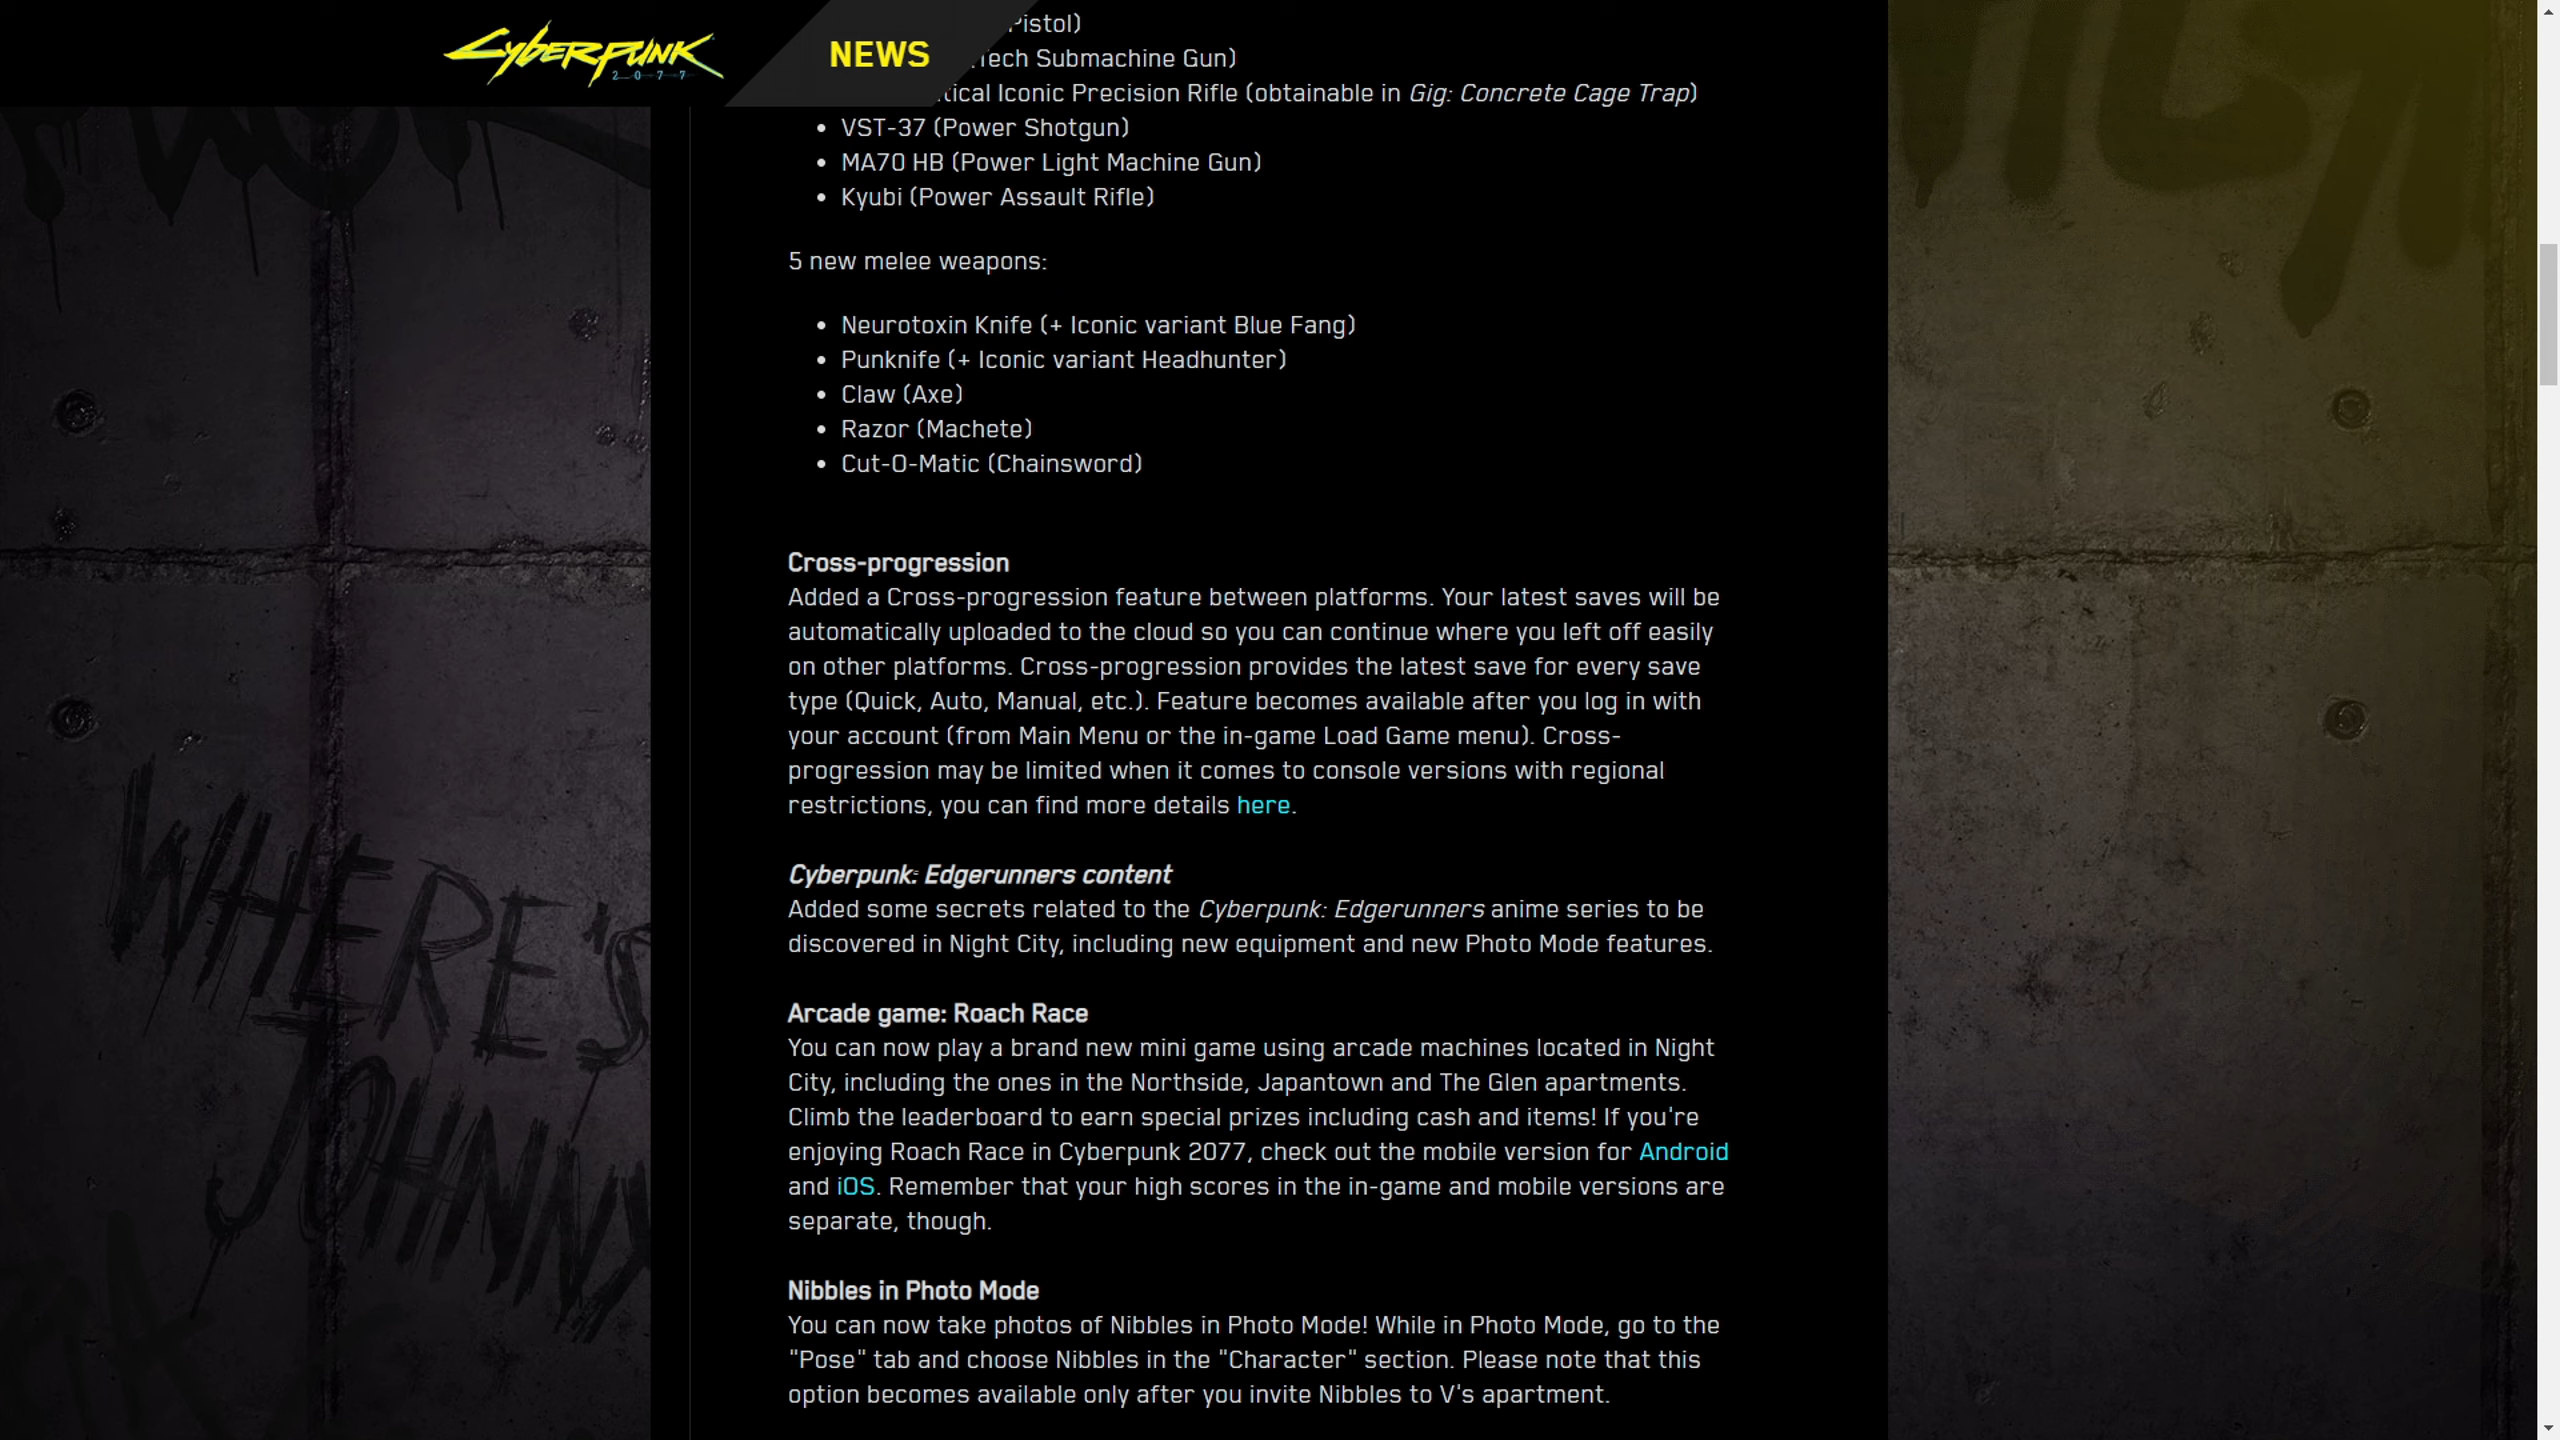 CYBERPUNK
2077
NEWS
Pistol)
Tech Submachine Gun)
Iconic Precision Rifle (obtainable in Gig: Concrete Cage Trap)
• VST-37 (Power Shotgun)
• MA70 HB (Power Light Machine Gun)
• Kyubi (Power Assault Rifle)
5 new melee weapons:
• Neurotoxin Knife (+ Iconic variant Blue Fang)
• Punknife (+ Iconic variant Headhunter)
• Claw (Axe)
• Razor (Machete)
• Cut-O-Matic (Chainsword)
Cross-progression
Added a Cross-progression feature between platforms. Your latest saves will be
automatically uploaded to the cloud so you can continue where you left off easily
on other platforms. Cross-progression provides the latest save for every save
type (Quick, Auto, Manual, etc.). Feature becomes available after you log in with
your account (from Main Menu or the in-game Load Game menu). Cross-
progression may be limited when it comes to console versions with regional
restrictions, you can find more details here.
Cyberpunk: Edgerunners content
Added some secrets related to the Cyberpunk: Edgerunners anime series to be
discovered in Night City, including new equipment and new Photo Mode features.
Arcade game: Roach Race
You can now play a brand new mini game using arcade machines located in Night
City, including the ones in the Northside, Japantown and The Glen apartments.
Climb the leaderboard to earn special prizes including cash and items! If you're
enjoying Roach Race in Cyberpunk 2077, check out the mobile version for Android
and iOS. Remember that your high scores in the in-game and mobile versions are
separate, though.
Nibbles in Photo Mode
You can now take photos of Nibbles in Photo Mode! While in Photo Mode, go to the
"Pose" tab and choose Nibbles in the "Character" section. Please note that this
option becomes available only after you invite Nibbles to V's apartment.
WHERE'S
JOHNNY